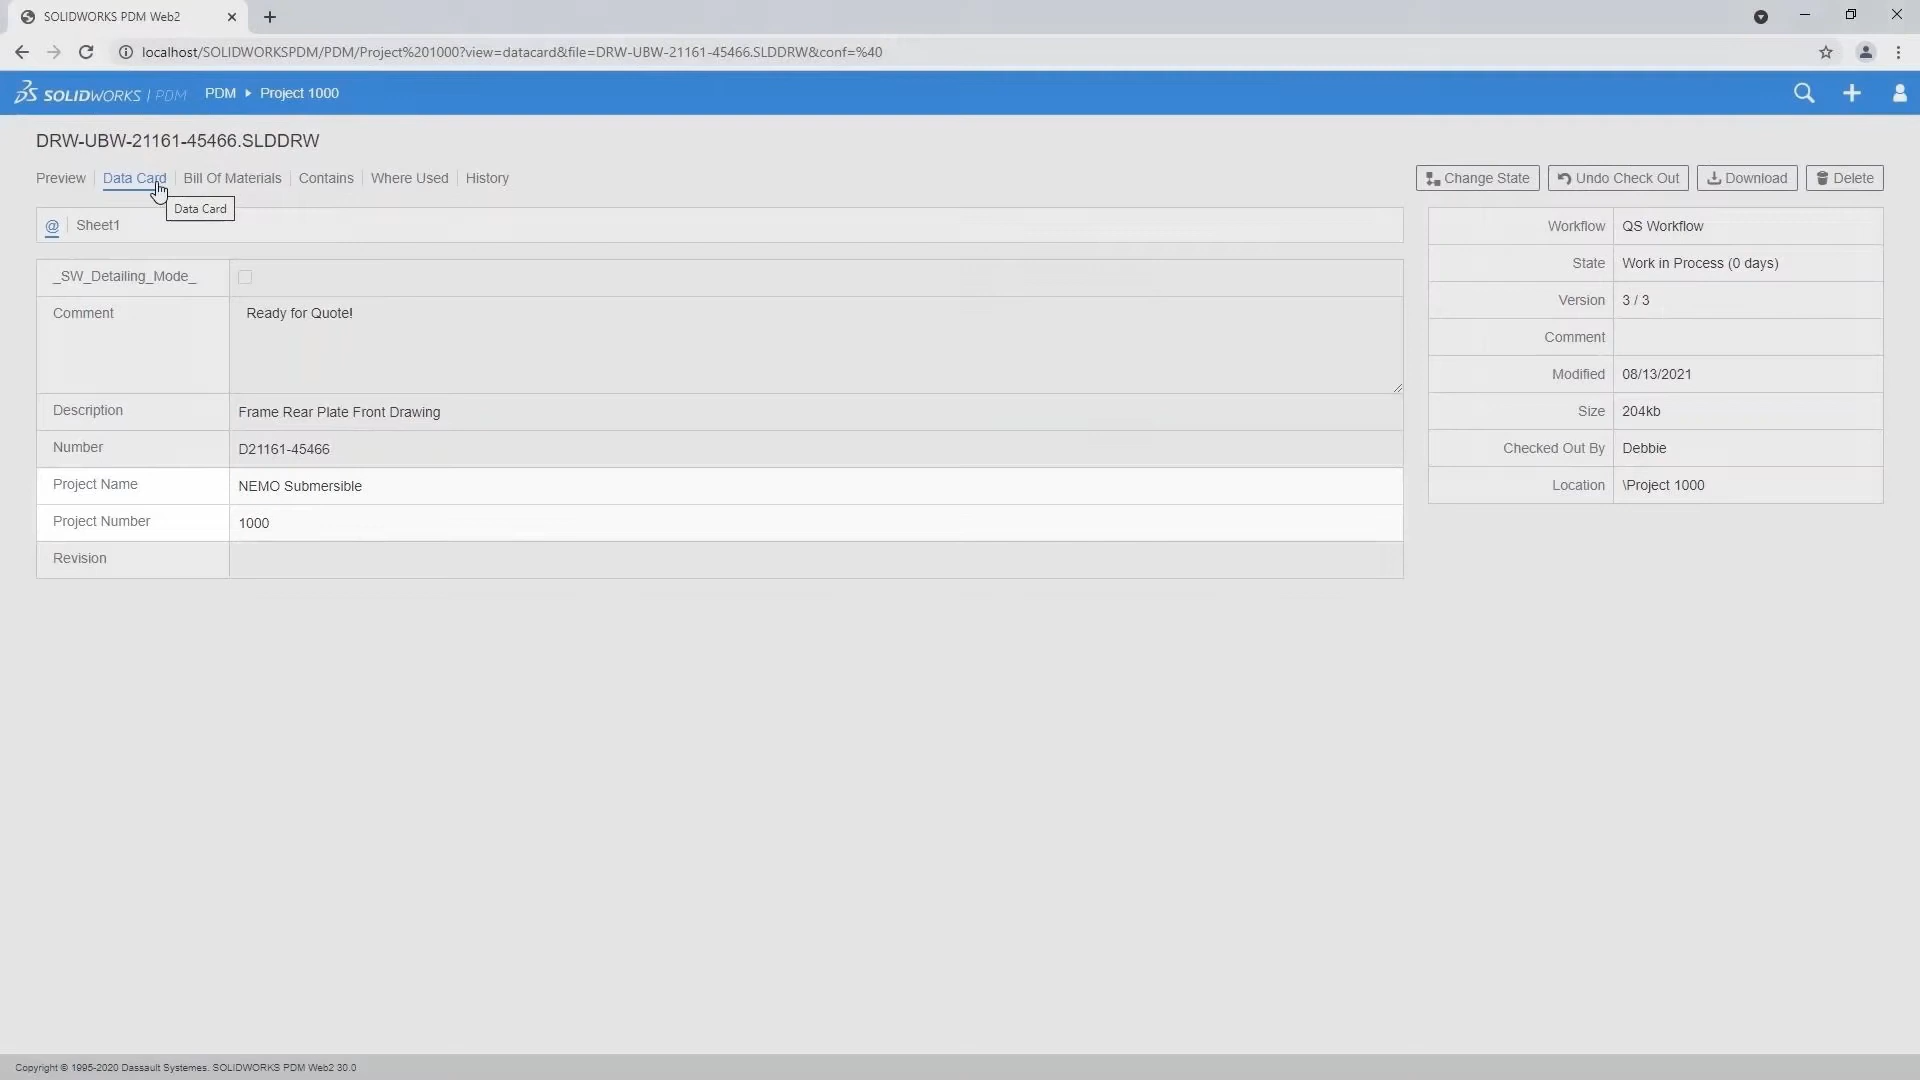 SOLIDWORKS PDM Web2
localhost/SOLIDWORKSPDM/PDM/Project%201000?view=datacard&file=DRW-UBW-21161-45466.SLDDRW&conf=%40
SOLIDWORKS | PDM PDM Project 1000
DRW-UBW-21161-45466.SLDDRW
Preview Data Card Bill Of Materials Contains Where Used History
Change State Undo Check Out Download Delete
Data Card
@ Sheet1
_SW_Detailing_Mode_
Comment Ready for Quote!
Description Frame Rear Plate Front Drawing
Number D21161-45466
Project Name NEMO Submersible
Project Number 1000
Revision
Workflow QS Workflow
State Work in Process (0 days)
Version 3 / 3
Comment
Modified 08/13/2021
Size 204kb
Checked Out By Debbie
Location \Project 1000
Copyright © 1995-2020 Dassault Systemes. SOLIDWORKS PDM Web2 30.0